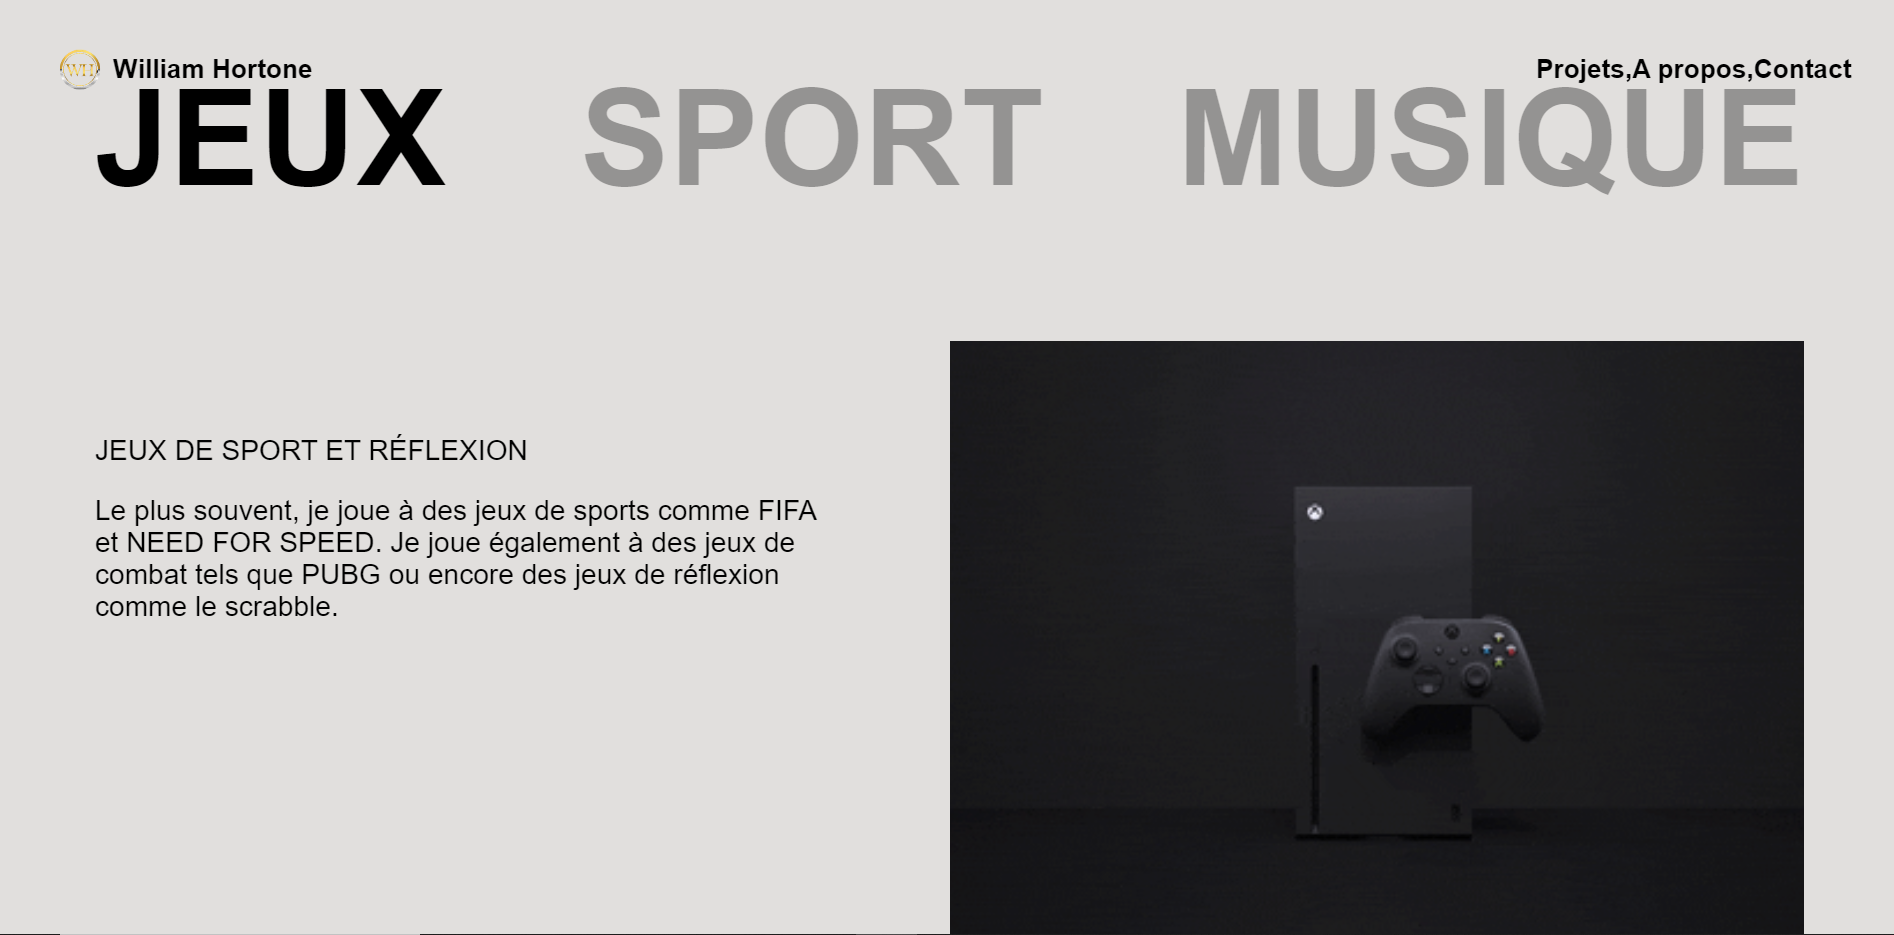 WH William Hortone
Projets,A propos,Contact
JEUX SPORT MUSIQUE
JEUX DE SPORT ET RÉFLEXION
Le plus souvent, je joue à des jeux de sports comme FIFA
et NEED FOR SPEED. Je joue également à des jeux de
combat tels que PUBG ou encore des jeux de réflexion
comme le scrabble.